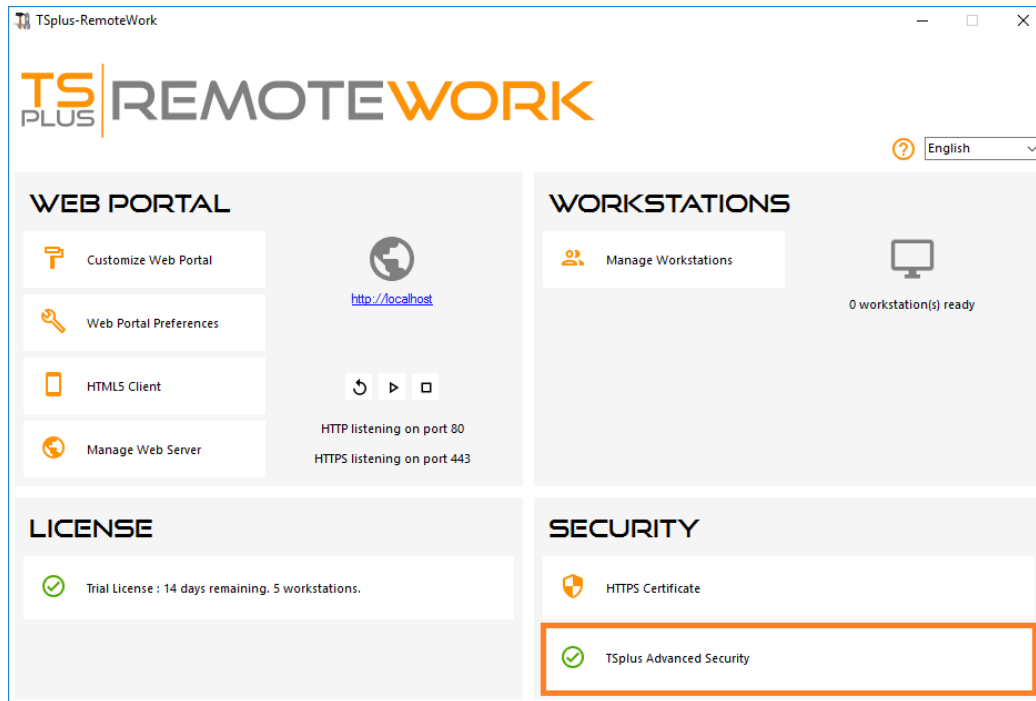 TSplus-RemoteWork
TS PLUS REMOTEWORK
English
WEB PORTAL
Customize Web Portal
http://localhost
Web Portal Preferences
HTML5 Client
HTTP listening on port 80
Manage Web Server
HTTPS listening on port 443
WORKSTATIONS
Manage Workstations
0 workstation(s) ready
LICENSE
Trial License : 14 days remaining. 5 workstations.
SECURITY
HTTPS Certificate
TSplus Advanced Security